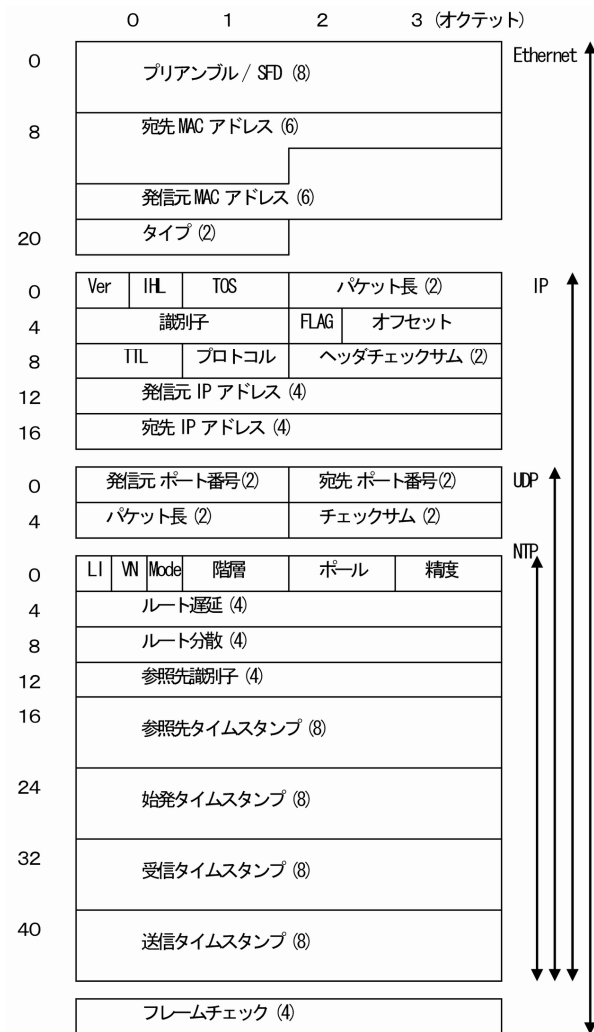 0 1 2 3 (オクテット)
0 プリアンブル / SFD (8) Ethernet
8 宛先 MAC アドレス (6)
発信元 MAC アドレス (6)
20 タイプ (2)
0 Ver IHL TOS パケット長 (2) IP
4 識別子 FLAG オフセット
8 TTL プロトコル ヘッダチェックサム (2)
12 発信元 IP アドレス (4)
16 宛先 IP アドレス (4)
0 発信元 ポート番号(2) 宛先 ポート番号(2) UDP
4 パケット長 (2) チェックサム (2)
NTP
0 LI VN Mode 階層 ポール 精度
4 ルート遅延 (4)
8 ルート分散 (4)
12 参照先識別子 (4)
16 参照先タイムスタンプ (8)
24 始発タイムスタンプ (8)
32 受信タイムスタンプ (8)
40 送信タイムスタンプ (8)
フレームチェック (4)